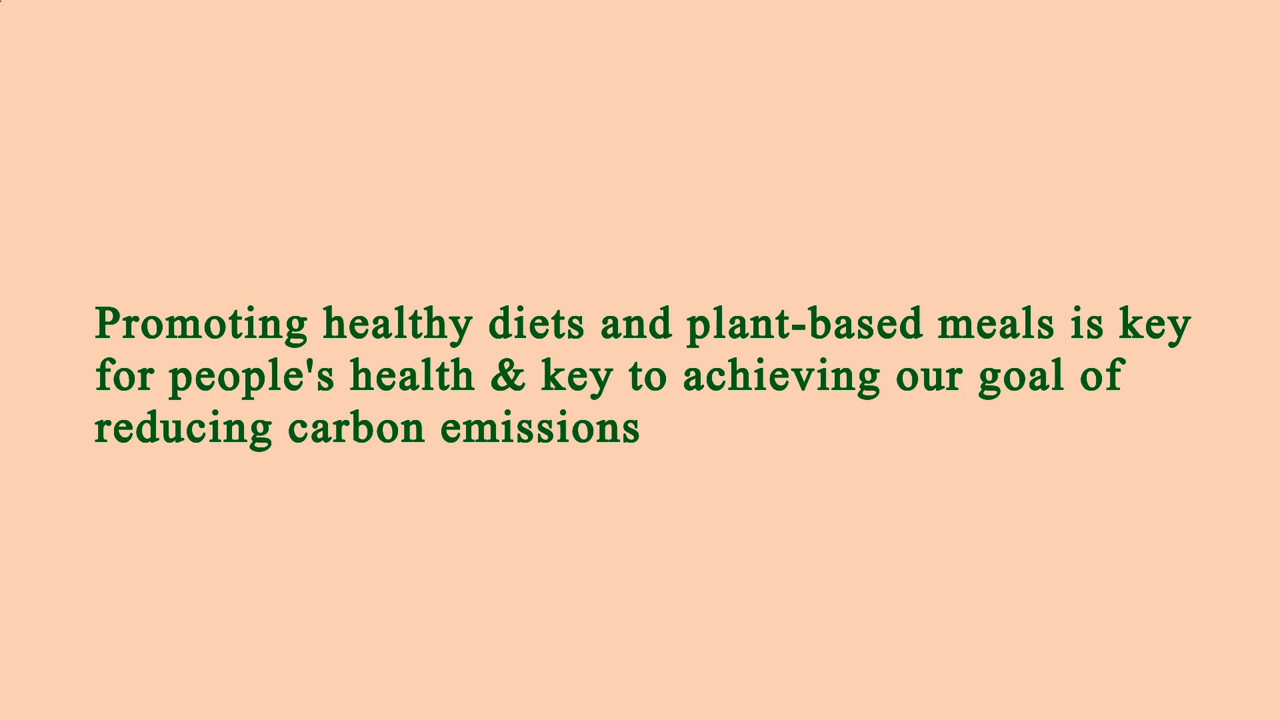 Promoting healthy diets and plant-based meals is key
for people's health & key to achieving our goal of
reducing carbon emissions